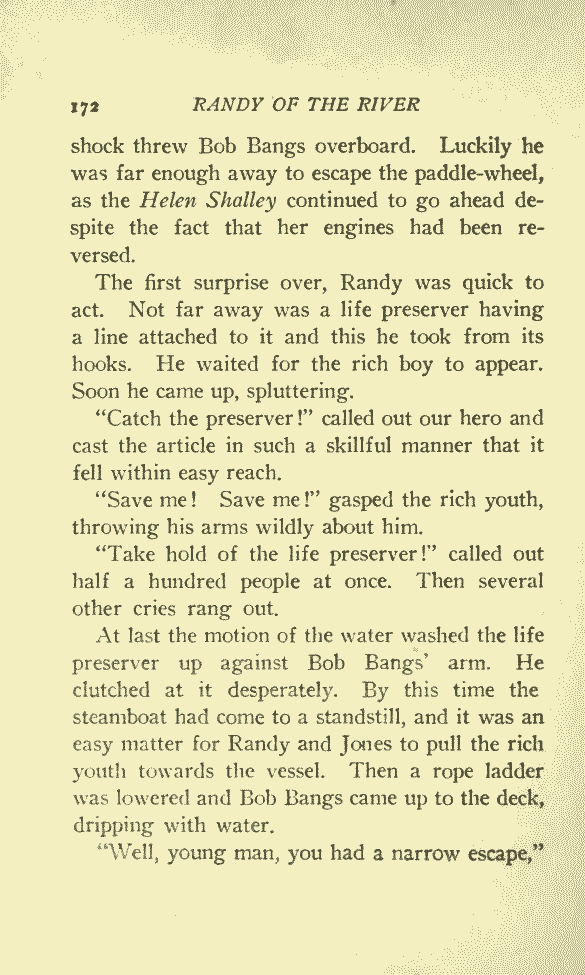 172 RANDY OF THE RIVER
shock threw Bob Bangs overboard. Luckily he
was far enough away to escape the paddle-wheel,
as the Helen Shalley continued to go ahead de-
spite the fact that her engines had been re-
versed.
The first surprise over, Randy was quick to
act. Not far away was a life preserver having
a line attached to it and this he took from its
hooks. He waited for the rich boy to appear.
Soon he came up, spluttering.
“Catch the preserver!” called out our hero and
cast the article in such a skillful manner that it
fell within easy reach.
“Save me! Save me!” gasped the rich youth,
throwing his arms wildly about him.
“Take hold of the life preserver!” called out
half a hundred people at once. Then several
other cries rang out.
At last the motion of the water washed the life
preserver up against Bob Bangs’ arm. He
clutched at it desperately. By this time the
steamboat had come to a standstill, and it was an
easy matter for Randy and Jones to pull the rich
youth towards the vessel. Then a rope ladder
was lowered and Bob Bangs came up to the deck,
dripping with water.
“Well, young man, you had a narrow escape,”